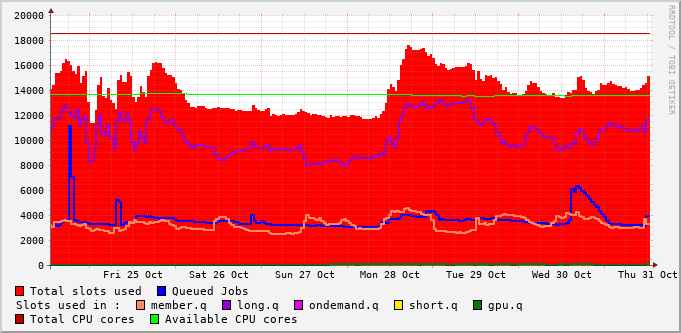 20000
18000
16000
14000
12000
10000
8000
6000
4000
2000
0
Fri 25 Oct Sat 26 Oct Sun 27 Oct Mon 28 Oct Tue 29 Oct Wed 30 Oct Thu 31 Oct
Total slots used Queued Jobs
Slots used in : member.q long.q ondemand.q short.q gpu.q
Total CPU cores Available CPU cores
RRDTOOL / TOBI OETIKER